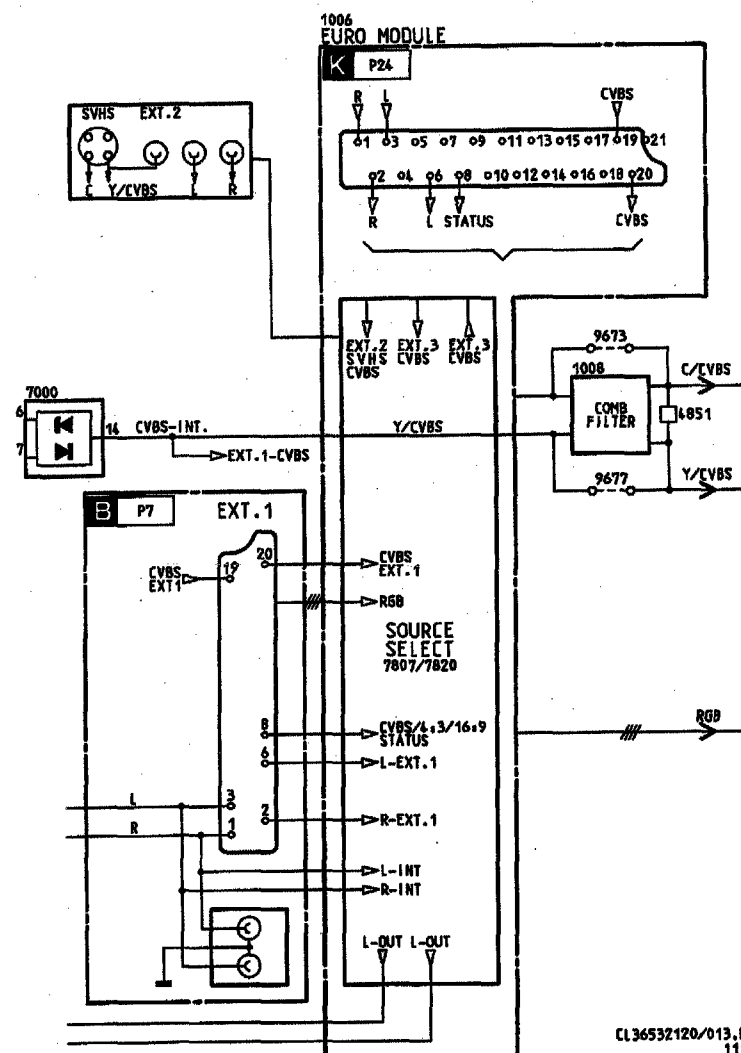 1006
EURO MODULE
K P24
R L CVBS
1 3 5 7 9 11 13 15 17 19 21
2 4 6 8 10 12 14 16 18 20
R L STATUS CVBS
SVHS EXT.2
C Y/CVBS L R
EXT.2 EXT.3 EXT.3
SVHS CVBS CVBS
CVBS
9673
1008
C/CVBS
COMB
FILTER
4851
7000
6
14 CVBS-INT. Y/CVBS
7
EXT.1-CVBS
9677 Y/CVBS
B P7 EXT.1
20 CVBS
EXT.1
CVBS 19
EXT1
RGB
SOURCE
SELECT
7807/7820
RGB
8 CVBS/4:3/16:9
STATUS
6 L-EXT.1
L 3
2 R-EXT.1
R 1
L-INT
R-INT
L-OUT L-OUT
CL36532120/013.
11